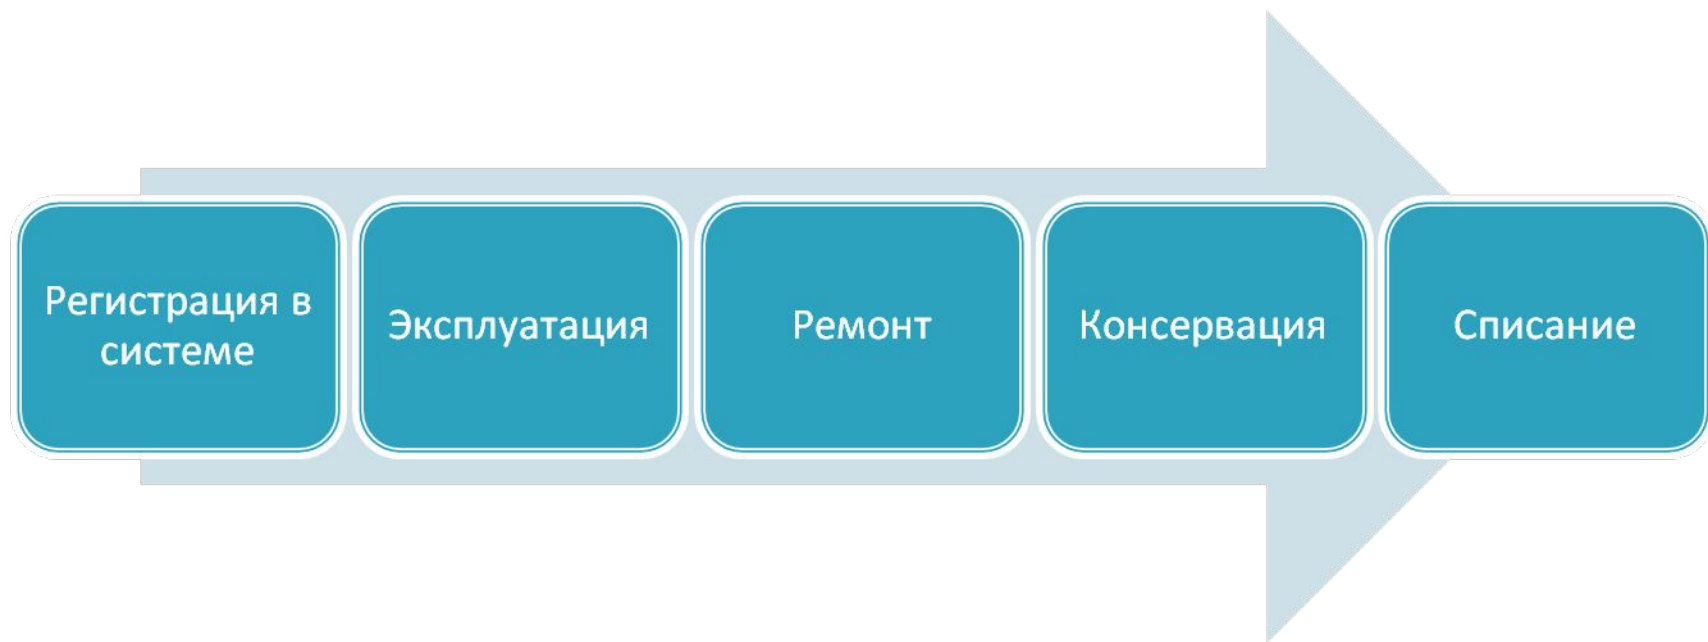 Регистрация в
системе
Эксплуатация
Ремонт
Консервация
Списание